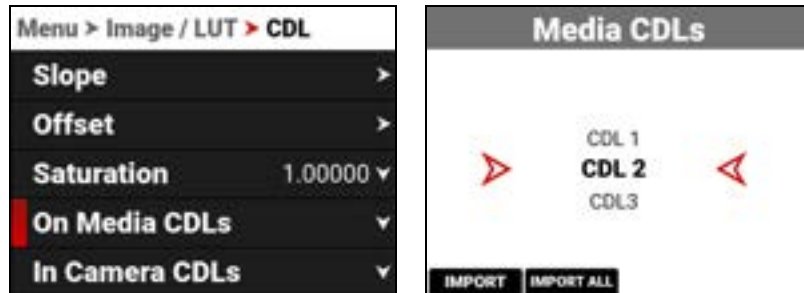 Menu > Image / LUT > CDL
Slope >
Offset >
Saturation 1.00000
On Media CDLs
In Camera CDLs
Media CDLs
CDL 1
CDL 2
CDL3
IMPORT IMPORT ALL